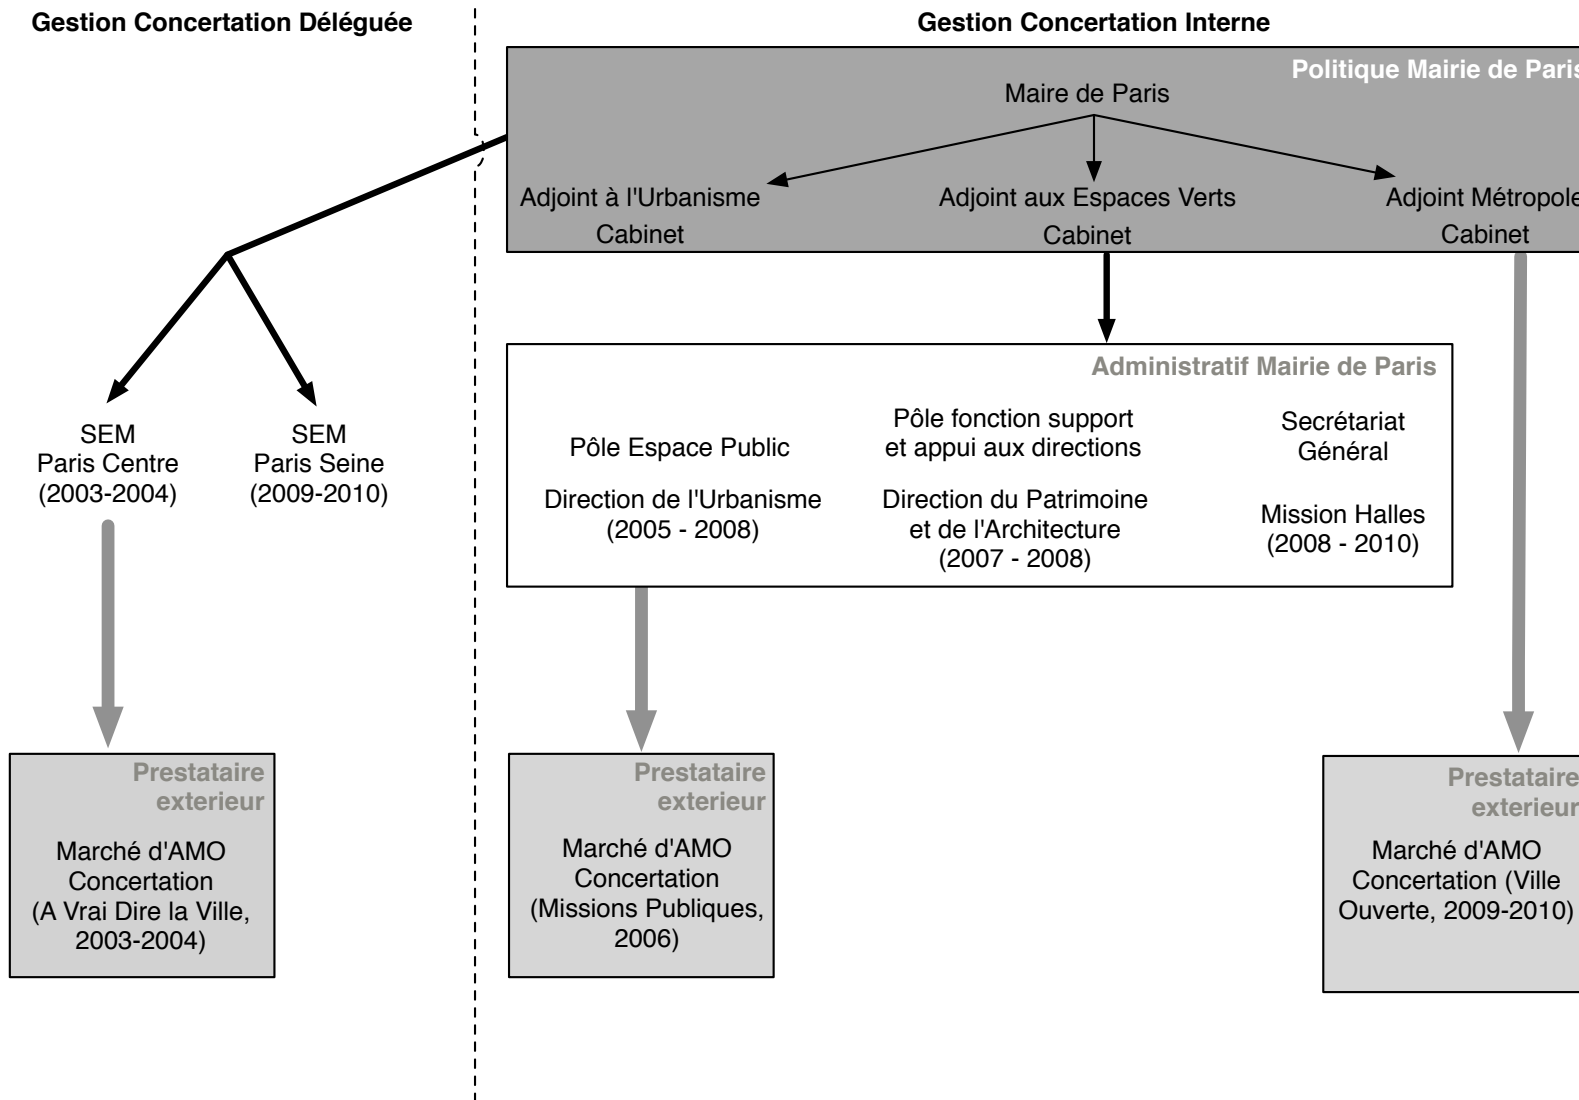 Gestion Concertation Déléguée
Gestion Concertation Interne
Politique Mairie de Paris
Maire de Paris
Adjoint à l'Urbanisme
Cabinet
Adjoint aux Espaces Verts
Cabinet
Adjoint Métropole
Cabinet
SEM
Paris Centre
(2003-2004)
SEM
Paris Seine
(2009-2010)
Administratif Mairie de Paris
Pôle Espace Public
Direction de l'Urbanisme
(2005 - 2008)
Pôle fonction support
et appui aux directions
Direction du Patrimoine
et de l'Architecture
(2007 - 2008)
Secrétariat
Général
Mission Halles
(2008 - 2010)
Prestataire
exterieur
Marché d'AMO
Concertation
(A Vrai Dire la Ville,
2003-2004)
Prestataire
exterieur
Marché d'AMO
Concertation
(Missions Publiques,
2006)
Prestataire
exterieur
Marché d'AMO
Concertation (Ville
Ouverte, 2009-2010)